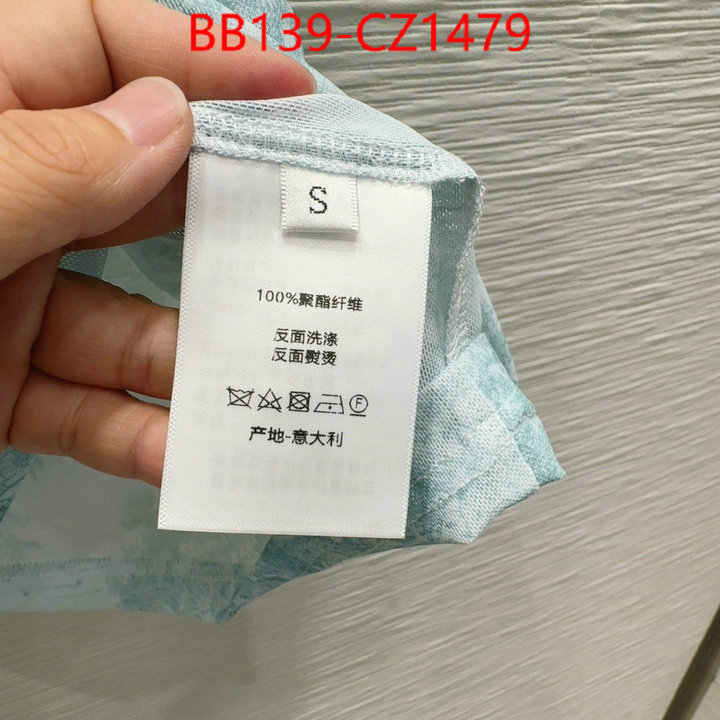 BB139-CZ1479
S
100%聚酯纤维
反面洗涤
反面熨烫
F
产地-意大利